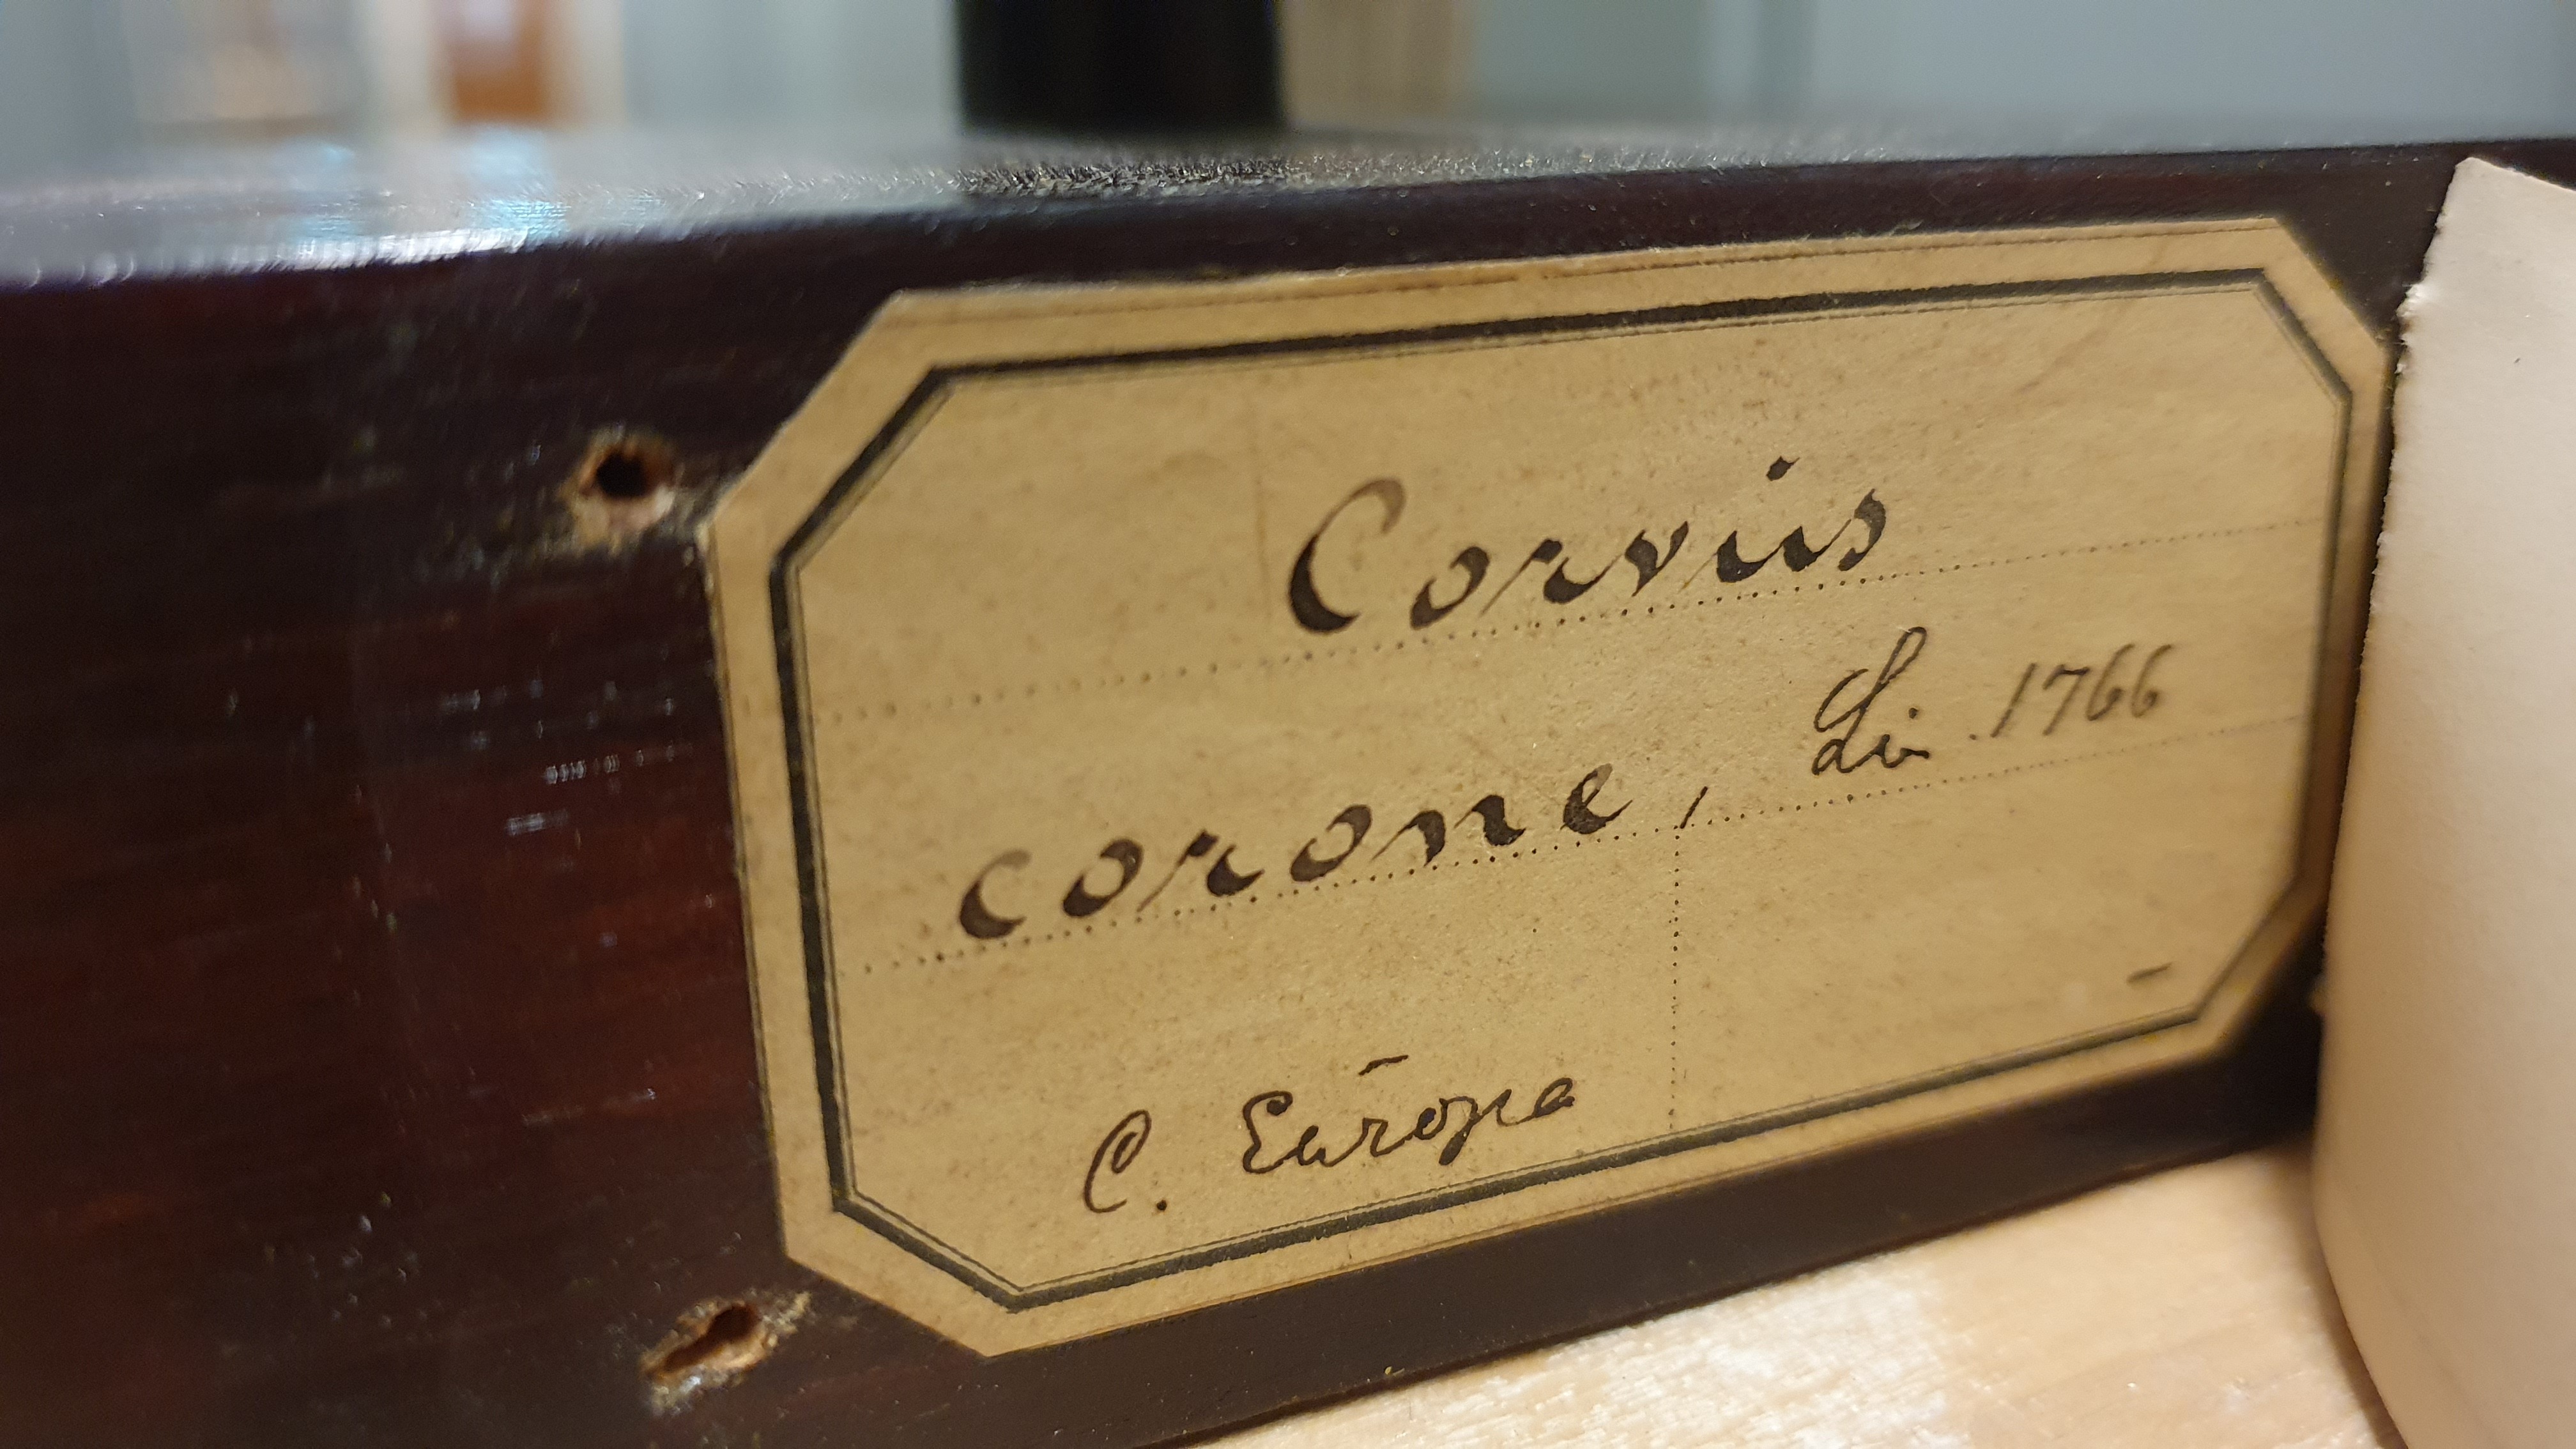 Corvus
corone, Li. 1766
C. Europa